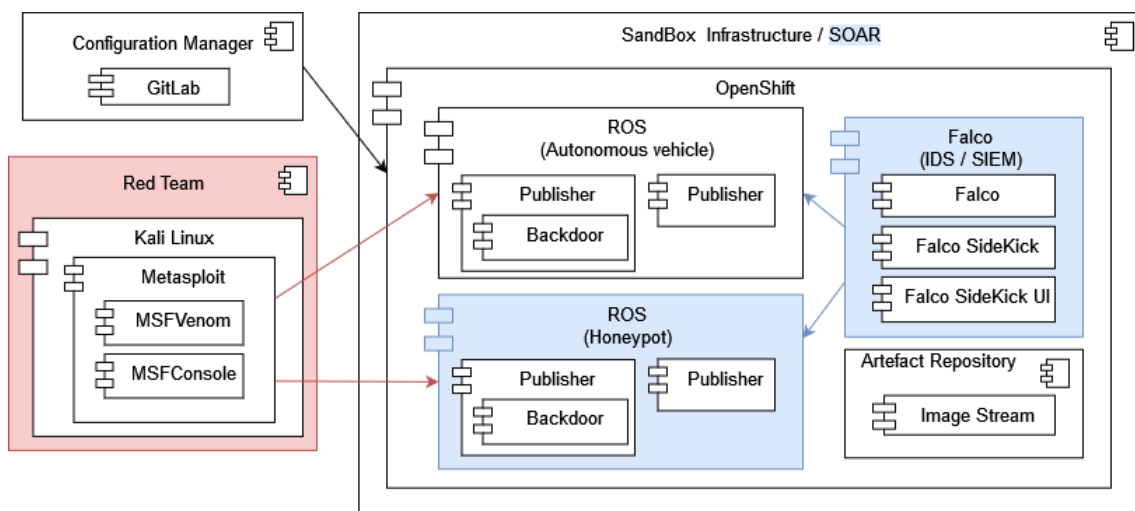 Configuration Manager
GitLab
Red Team
Kali Linux
Metasploit
MSFVenom
MSFConsole
SandBox Infrastructure / SOAR
OpenShift
ROS
(Autonomous vehicle)
Publisher
Backdoor
Publisher
ROS
(Honeypot)
Publisher
Backdoor
Publisher
Falco
(IDS / SIEM)
Falco
Falco SideKick
Falco SideKick UI
Artefact Repository
Image Stream